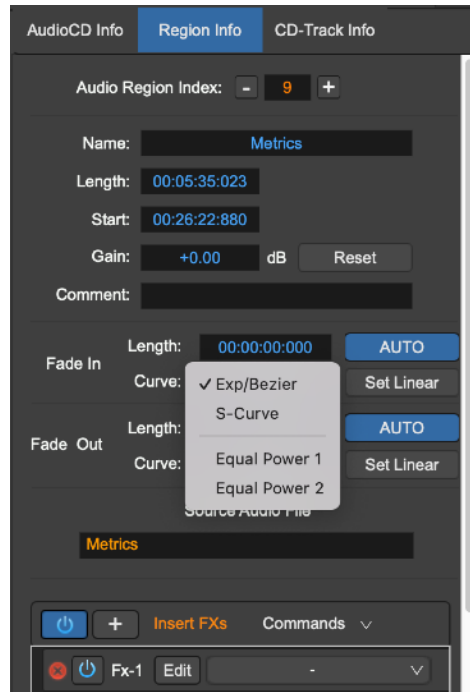 AudioCD Info Region Info CD-Track Info
Audio Region Index: - 9 +
Name: Metrics
Length: 00:05:35:023
Start: 00:26:22:880
Gain: +0.00 dB Reset
Comment:
Fade In
Length: 00:00:00:000 AUTO
Curve: ✓ Exp/Bezier Set Linear
S-Curve
Fade Out
Length: AUTO
Curve: Equal Power 1 Set Linear
Equal Power 2
Source Audio File
Metrics
+ Insert FXs Commands
Fx-1 Edit -